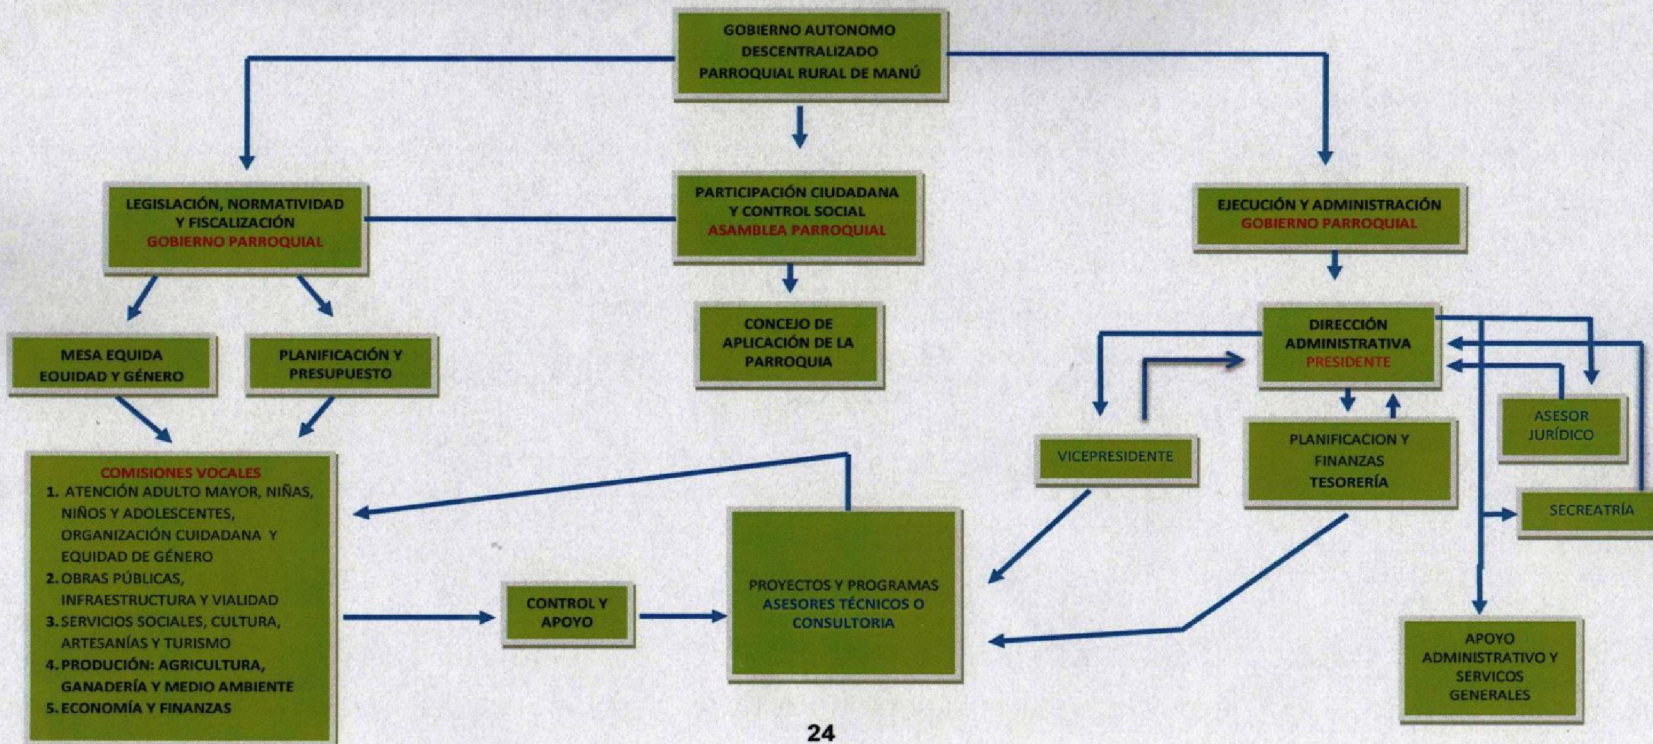 GOBIERNO AUTONOMO
DESCENTRALIZADO
PARROQUIAL RURAL DE MANÚ
LEGISLACIÓN, NORMATIVIDAD
Y FISCALIZACIÓN
GOBIERNO PARROQUIAL
PARTICIPACIÓN CIUDADANA
Y CONTROL SOCIAL
ASAMBLEA PARROQUIAL
EJECUCIÓN Y ADMINISTRACIÓN
GOBIERNO PARROQUIAL
MESA EQUIDA
EQUIDAD Y GÉNERO
PLANIFICACIÓN Y
PRESUPUESTO
CONCEJO DE
APLICACIÓN DE LA
PARROQUIA
DIRECCIÓN
ADMINISTRATIVA
PRESIDENTE
VICEPRESIDENTE
PLANIFICACION Y
FINANZAS
TESORERÍA
ASESOR
JURÍDICO
SECREATRÍA
COMISIONES VOCALES
1. ATENCIÓN ADULTO MAYOR, NIÑAS,
NIÑOS Y ADOLESCENTES,
ORGANIZACIÓN CUIDADANA Y
EQUIDAD DE GÉNERO
2. OBRAS PÚBLICAS,
INFRAESTRUCTURA Y VIALIDAD
3. SERVICIOS SOCIALES, CULTURA,
ARTESANÍAS Y TURISMO
4. PRODUCIÓN: AGRICULTURA,
GANADERÍA Y MEDIO AMBIENTE
5. ECONOMÍA Y FINANZAS
CONTROL Y
APOYO
PROYECTOS Y PROGRAMAS
ASESORES TÉCNICOS O
CONSULTORIA
APOYO
ADMINISTRATIVO Y
SERVICOS
GENERALES
24